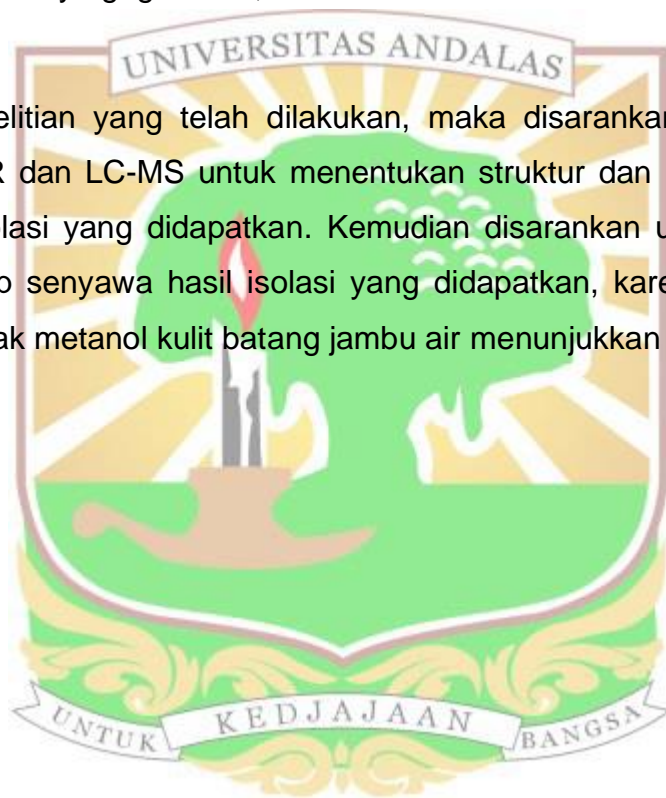 UNIVERSITAS ANDALAS
elitian yang telah dilakukan, maka disarankan
R dan LC-MS untuk menentukan struktur dan
olasi yang didapatkan. Kemudian disarankan u
p senyawa hasil isolasi yang didapatkan, kare
ak metanol kulit batang jambu air menunjukkan
UNTUK KEDJAJAAN BANGSA